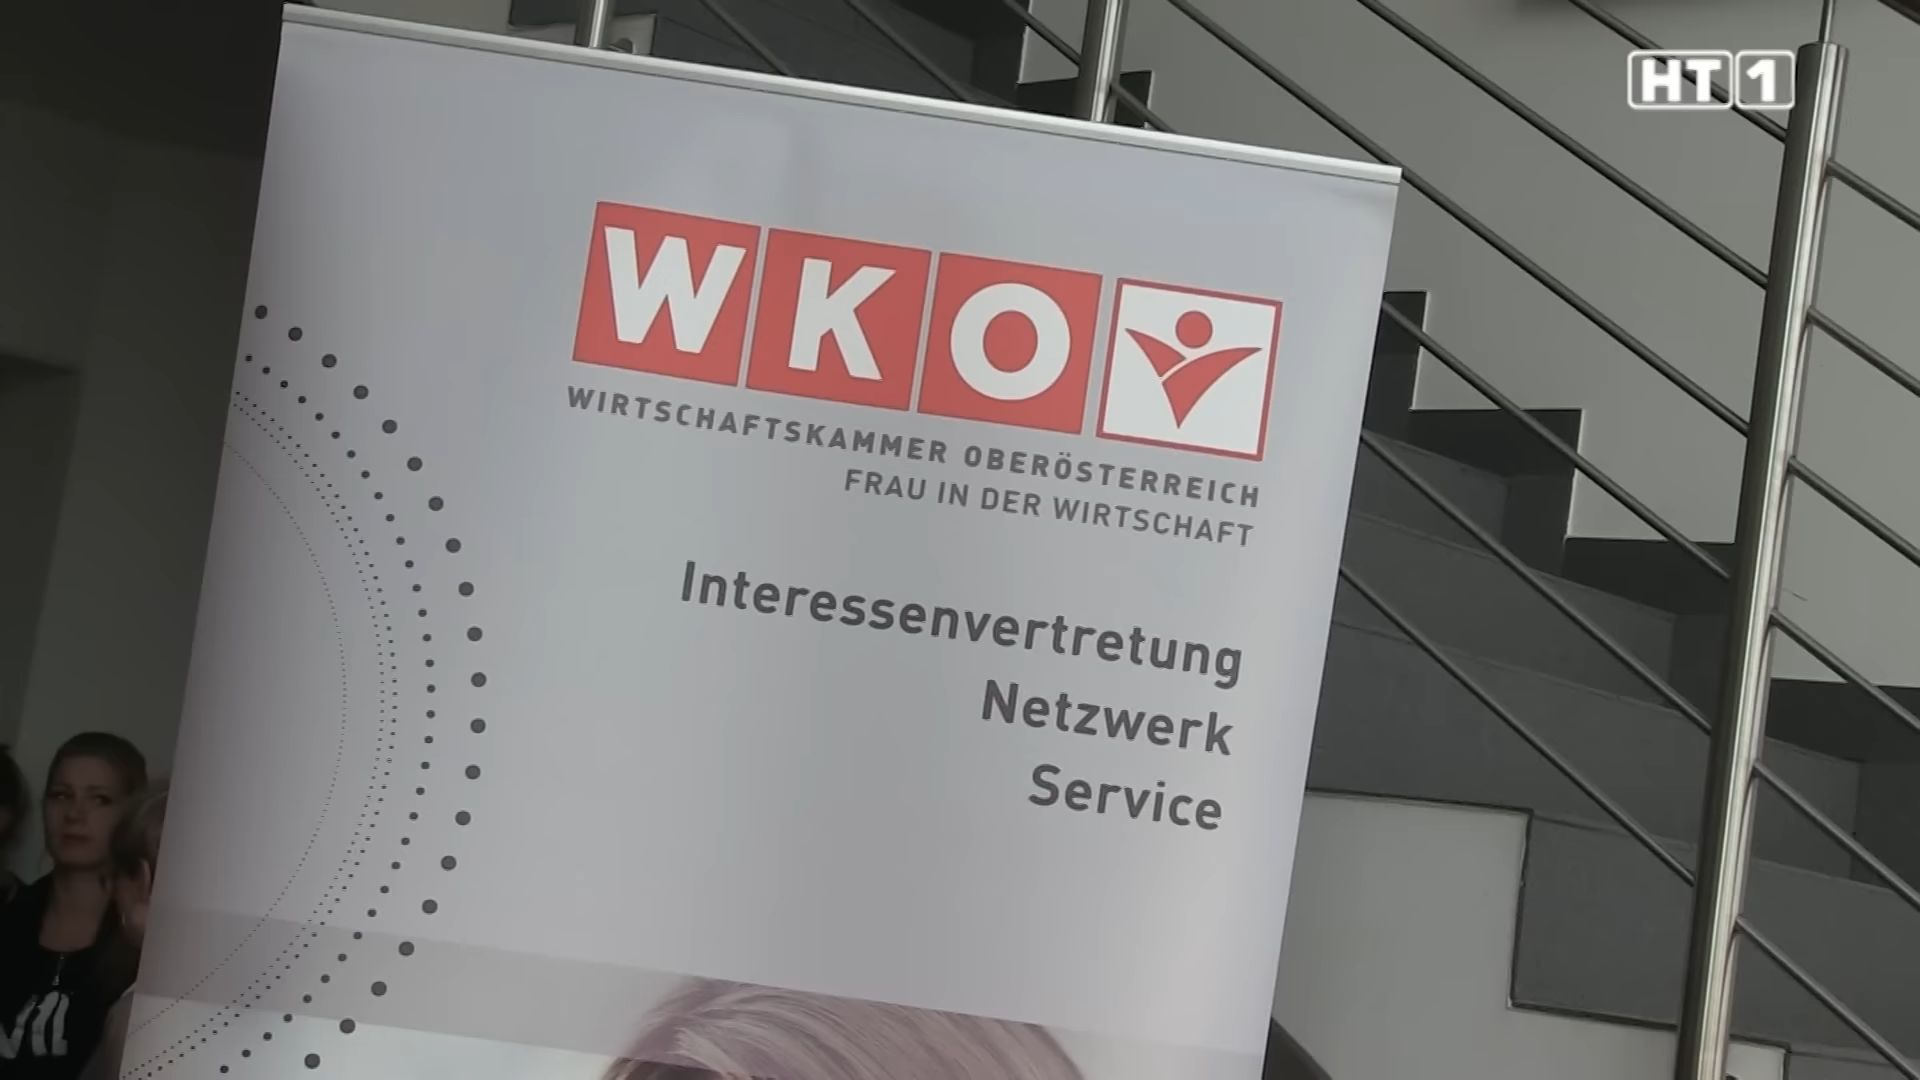 HT1
WKO
WIRTSCHAFTSKAMMER OBERÖSTERREICH
FRAU IN DER WIRTSCHAFT
Interessenvertretung
Netzwerk
Service